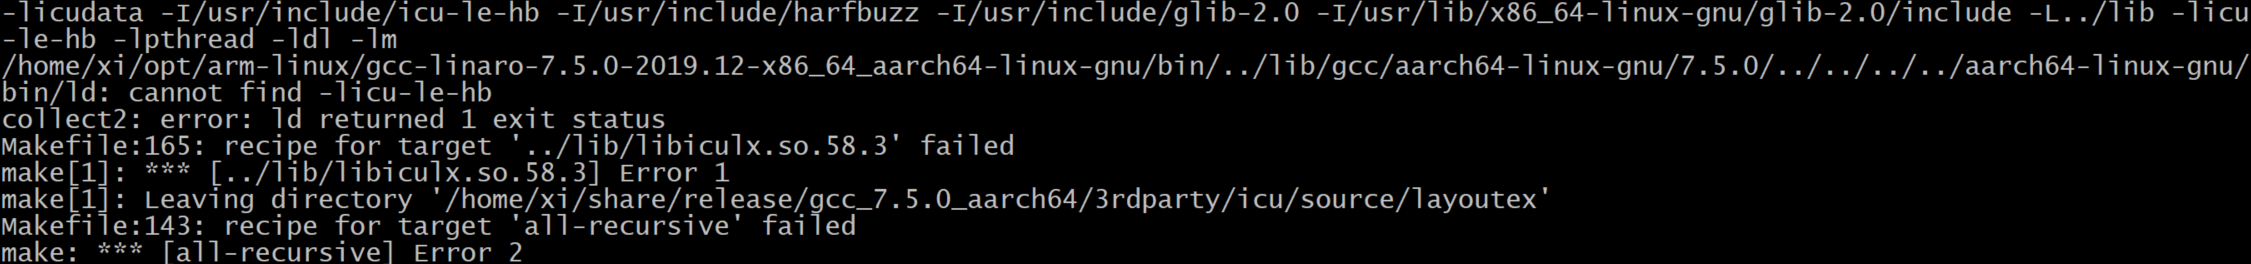 -licudata -I/usr/include/icu-le-hb -I/usr/include/harfbuzz -I/usr/include/glib-2.0 -I/usr/lib/x86_64-linux-gnu/glib-2.0/include -L../lib -licu
-le-hb -lpthread -ldl -lm
/home/xi/opt/arm-linux/gcc-linaro-7.5.0-2019.12-x86_64_aarch64-linux-gnu/bin/../lib/gcc/aarch64-linux-gnu/7.5.0/../../../../aarch64-linux-gnu/
bin/ld: cannot find -licu-le-hb
collect2: error: ld returned 1 exit status
Makefile:165: recipe for target '../lib/libiculx.so.58.3' failed
make[1]: *** [../lib/libiculx.so.58.3] Error 1
make[1]: Leaving directory '/home/xi/share/release/gcc_7.5.0_aarch64/3rdparty/icu/source/layoutex'
Makefile:143: recipe for target 'all-recursive' failed
make: *** [all-recursive] Error 2